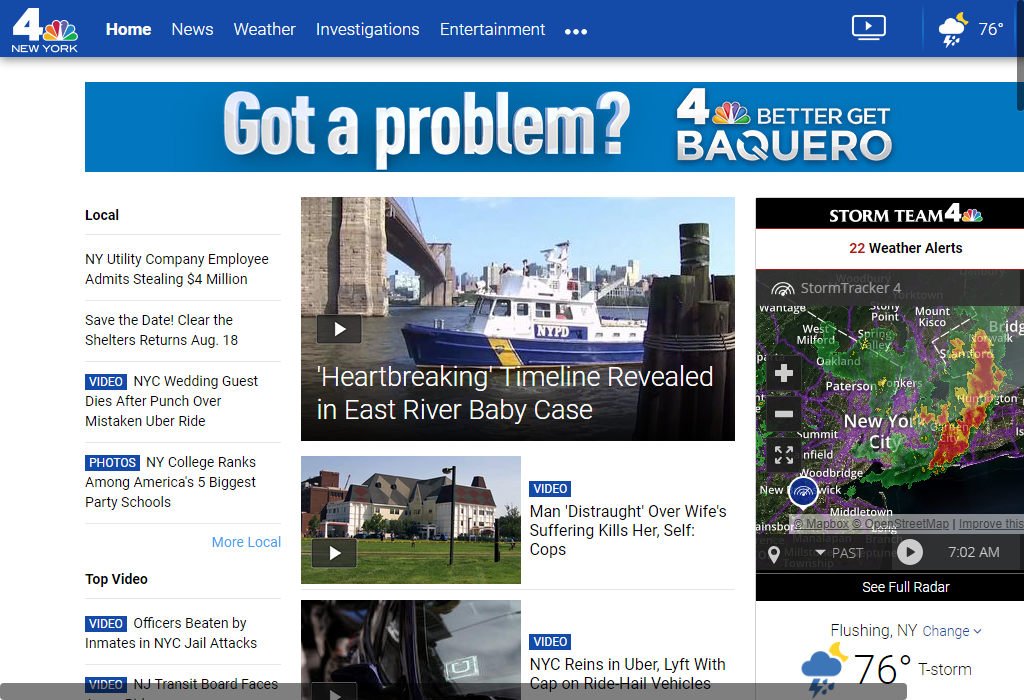 4
NEW YORK
Home News Weather Investigations Entertainment •••
76°
Got a problem?
4 BETTER GET
BAQUERO
Local
NY Utility Company Employee
Admits Stealing $4 Million
Save the Date! Clear the
Shelters Returns Aug. 18
VIDEO NYC Wedding Guest
Dies After Punch Over
Mistaken Uber Ride
PHOTOS NY College Ranks
Among America's 5 Biggest
Party Schools
More Local
Top Video
VIDEO Officers Beaten by
Inmates in NYC Jail Attacks
VIDEO NJ Transit Board Faces
NYPD
'Heartbreaking' Timeline Revealed
in East River Baby Case
VIDEO
Man 'Distraught' Over Wife's
Suffering Kills Her, Self:
Cops
VIDEO
NYC Reins in Uber, Lyft With
Cap on Ride-Hail Vehicles
STORM TEAM 4
22 Weather Alerts
Woodbury
StormTracker 4
Yorktown
Wantage
Stony
Point
Mount
Kisco
West
Milford
Spring
Valley
Norwalk
Stamford
Oakland
Paterson
Yonkers
Huntington
New York
City
Garden
City
Summit
Woodbridge
Middletown
© Mapbox © OpenStreetMap | Improve this
Manalapan
Township
PAST
7:02 AM
See Full Radar
Flushing, NY Change
76° T-storm